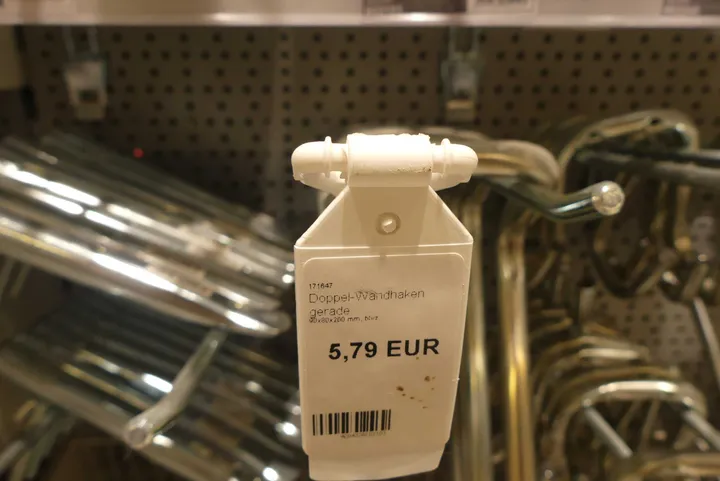 171647
Doppel-Wandhaken
gerade
5,79 EUR